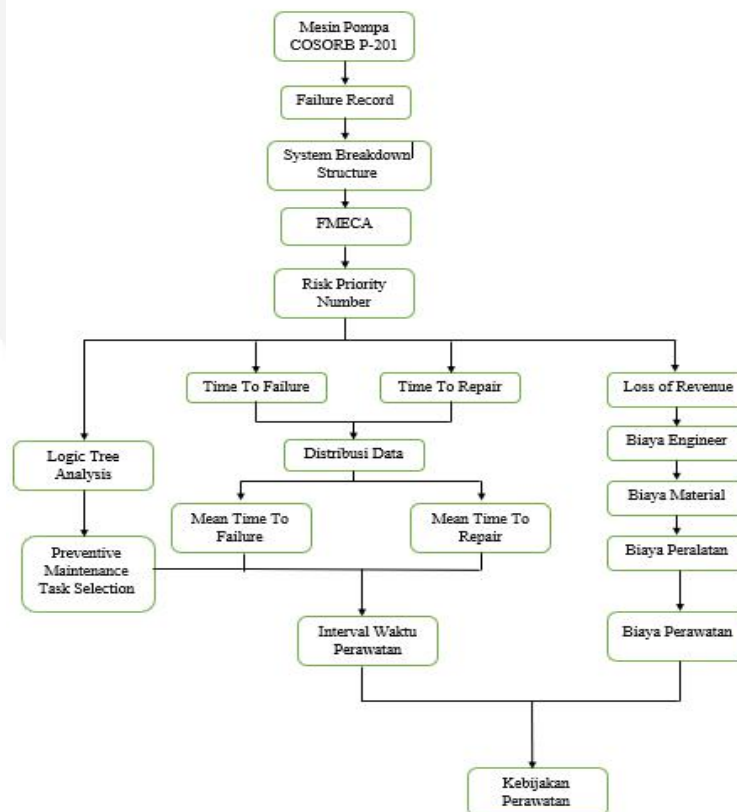 Mesin Pompa
COSORB P-201
Failure Record
System Breakdown
Structure
FMECA
Risk Priority
Number
Time To Failure
Time To Repair
Loss of Revenue
Logic Tree
Analysis
Distribusi Data
Biaya Engineer
Biaya Material
Mean Time To
Failure
Mean Time To
Repair
Preventive
Maintenance
Task Selection
Biaya Peralatan
Interval Waktu
Perawatan
Biaya Perawatan
Kebijakan
Perawatan